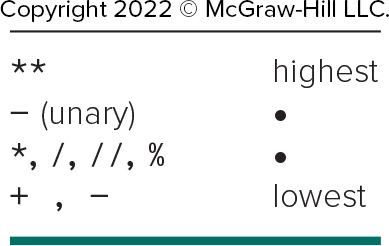 Copyright 2022 © McGraw-Hill LLC.
** highest
− (unary) •
*, /, //, % •
+ , − lowest